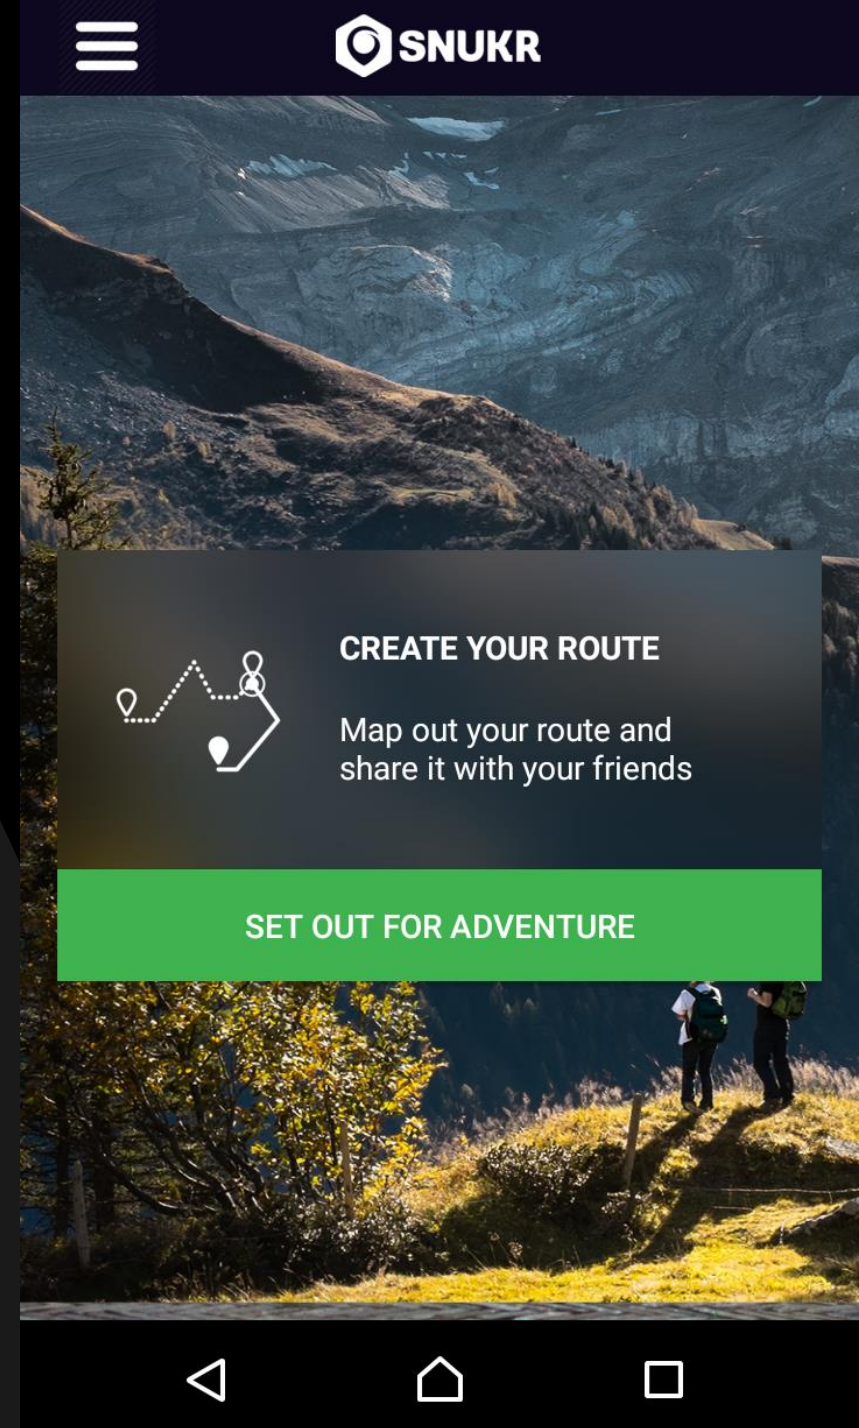 SNUKR
CREATE YOUR ROUTE
Map out your route and
share it with your friends
SET OUT FOR ADVENTURE